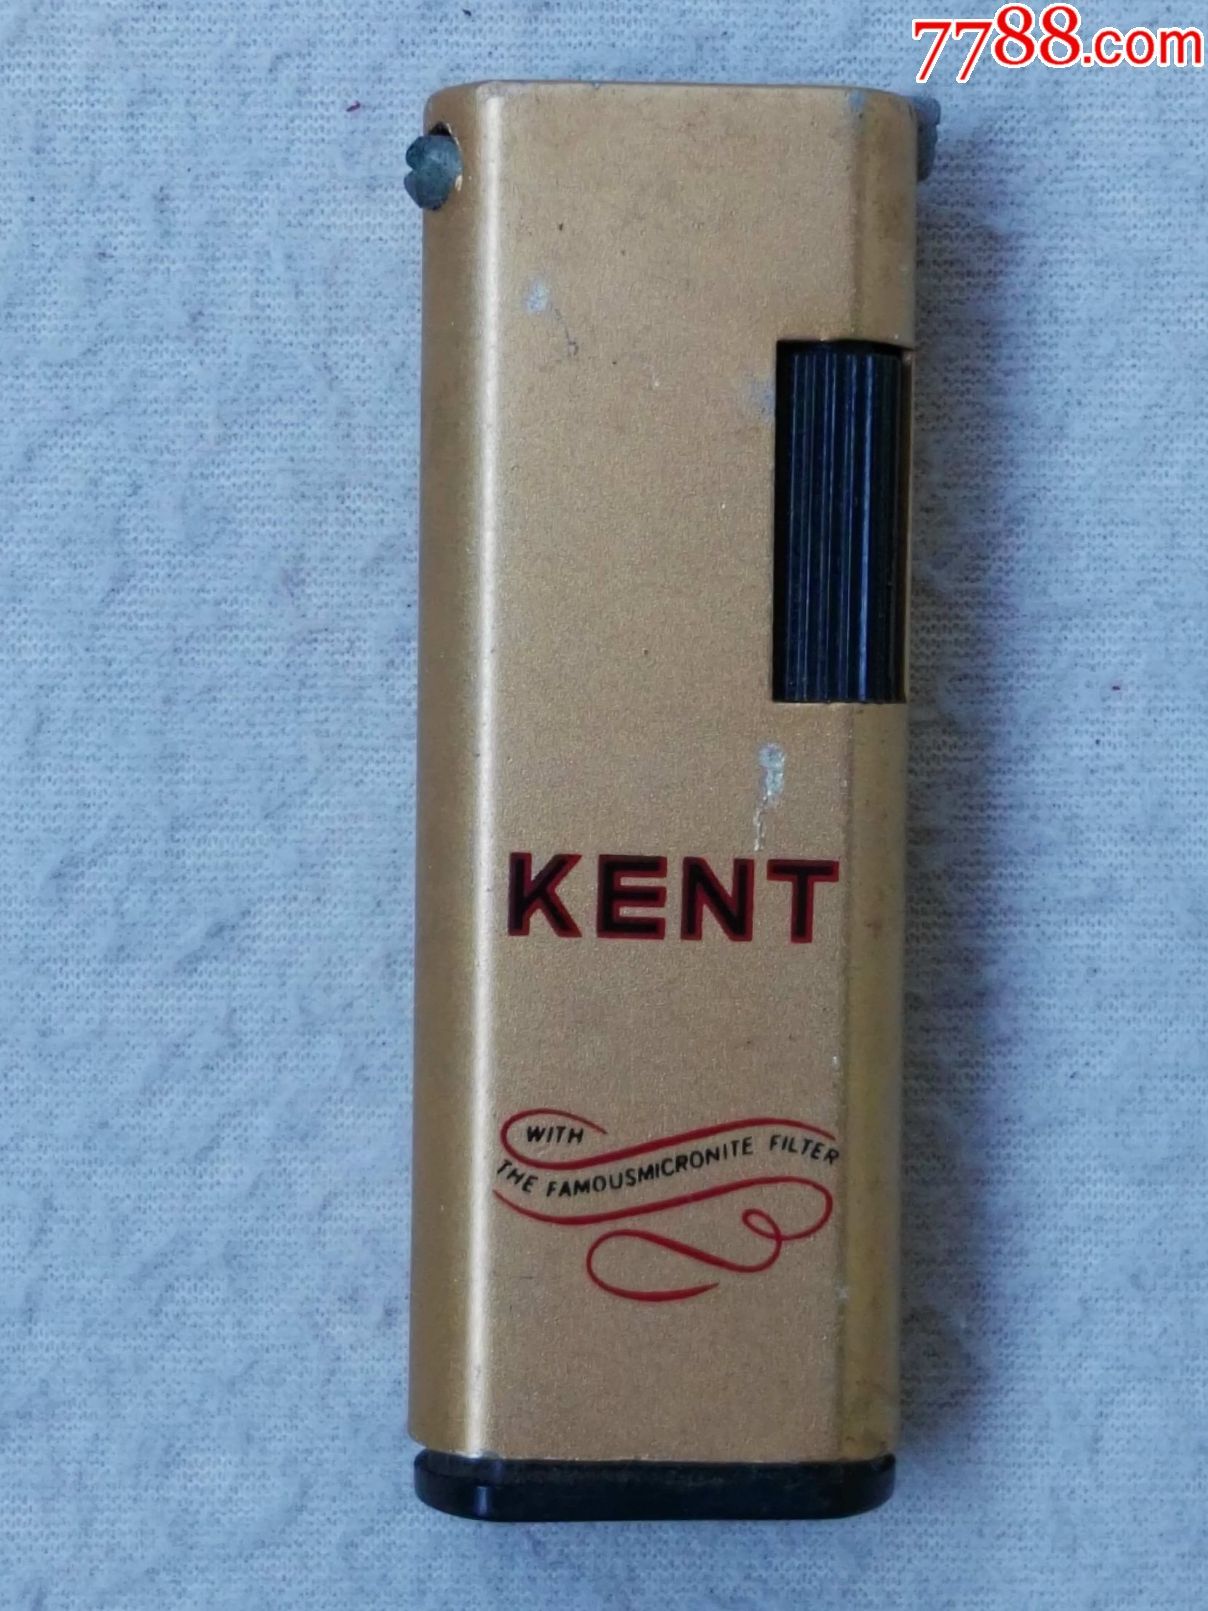 7788.com
KENT
WITH
THE FAMOUSMICRONITE FILTER